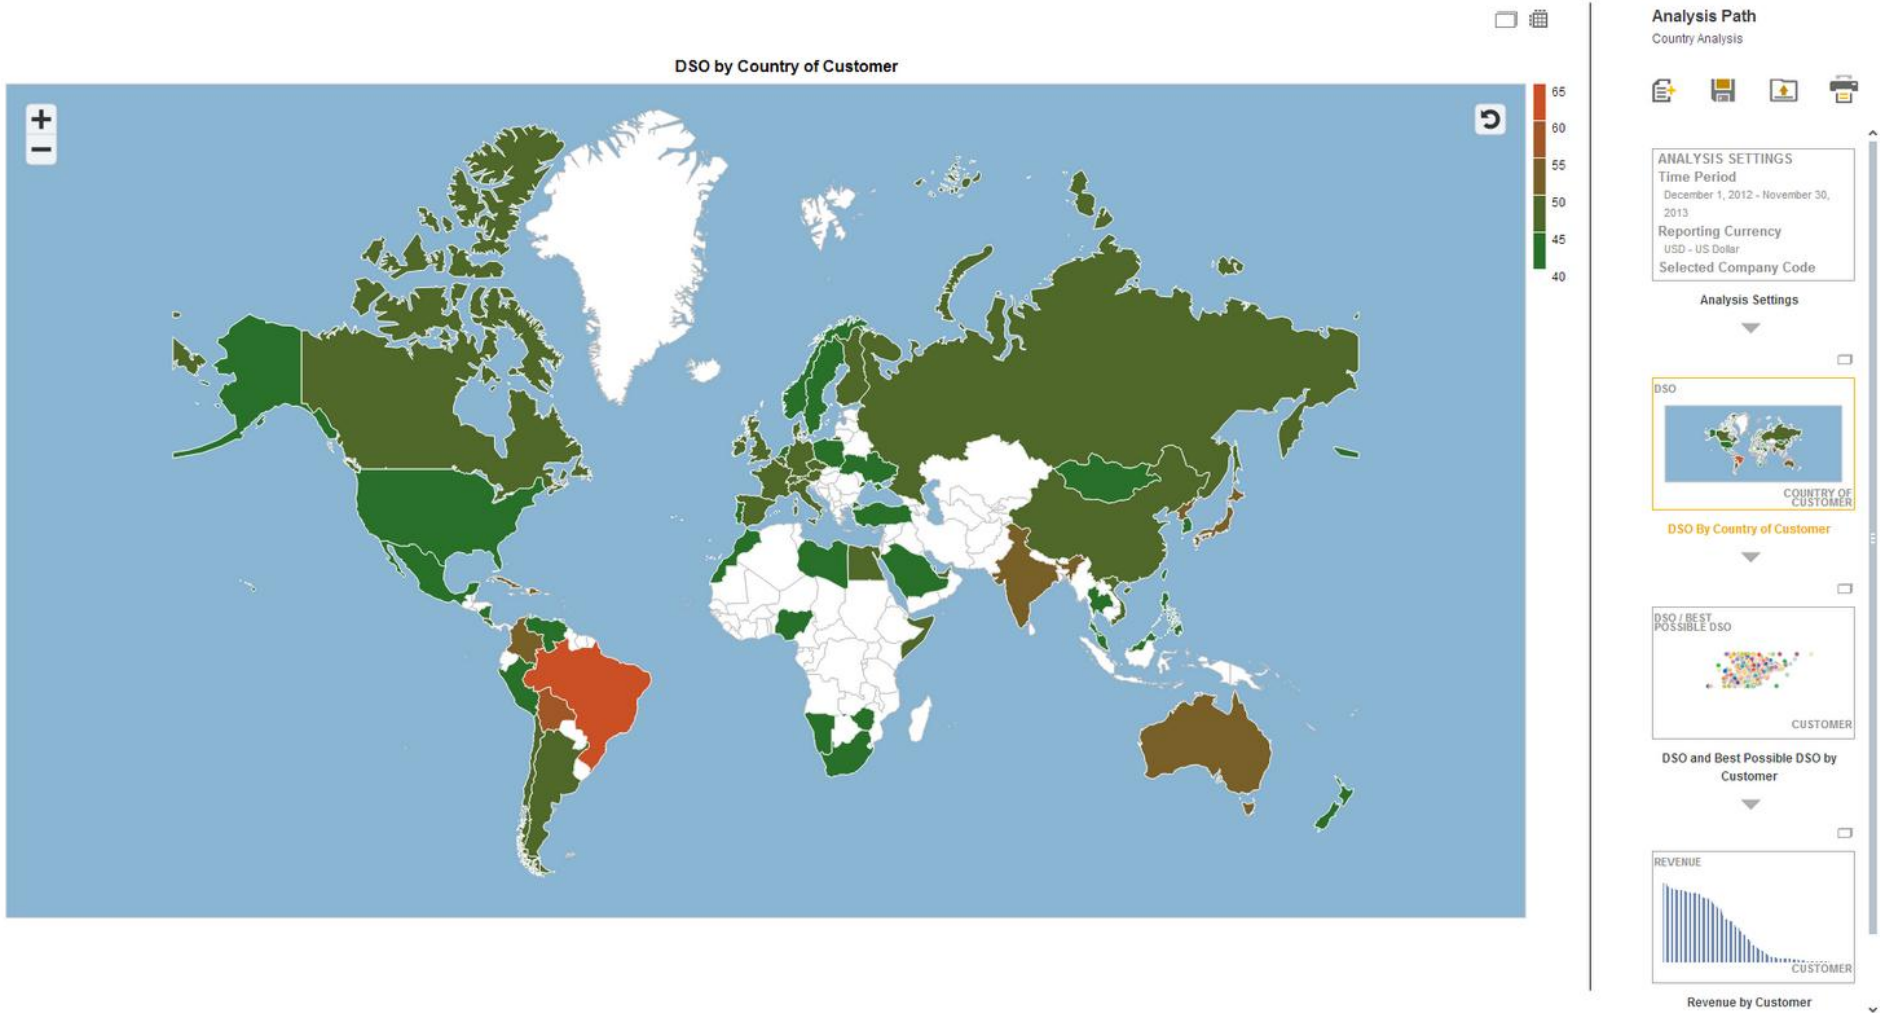 Analysis Path
Country Analysis
DSO by Country of Customer
+
−
65
60
55
50
45
40
ANALYSIS SETTINGS
Time Period
December 1, 2012 - November 30,
2013
Reporting Currency
USD - US Dollar
Selected Company Code
Analysis Settings
DSO
COUNTRY OF
CUSTOMER
DSO By Country of Customer
DSO / BEST
POSSIBLE DSO
CUSTOMER
DSO and Best Possible DSO by
Customer
REVENUE
CUSTOMER
Revenue by Customer